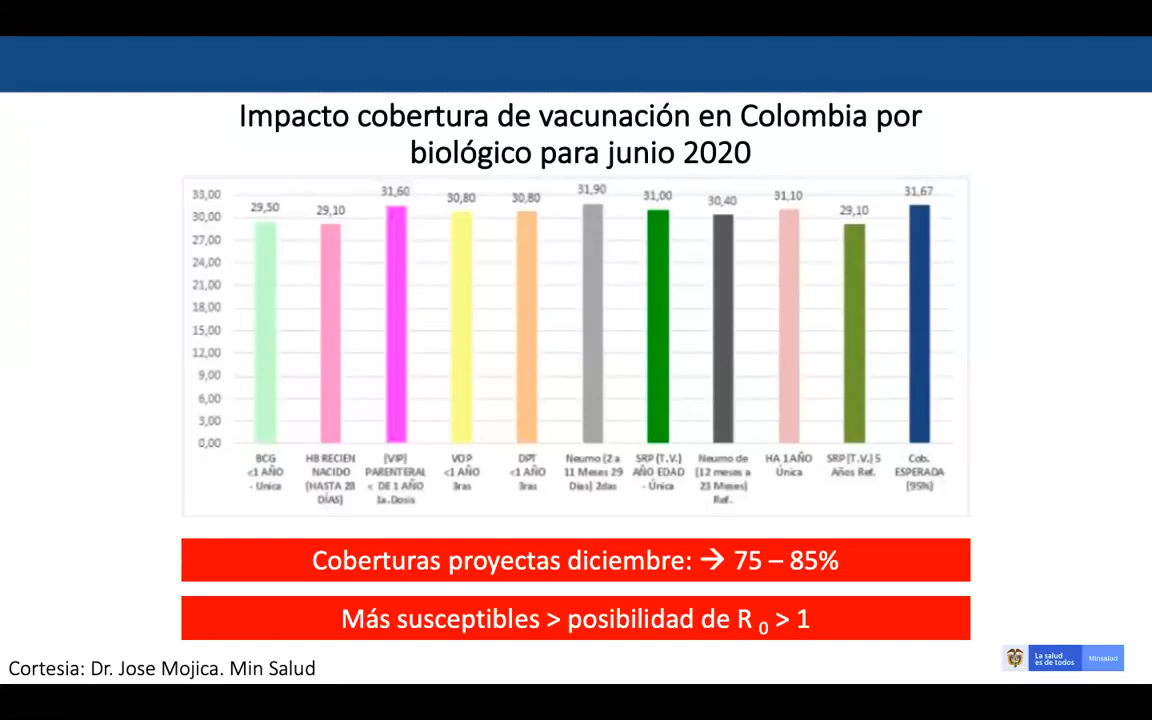 Impacto cobertura de vacunación en Colombia por
biológico para junio 2020
33,00
30,00
27,00
24,00
21,00
18,00
15,00
12,00
9,00
6,00
3,00
0,00
29,50
29,10
31,60
30,80
30,80
31,90
31,00
30,40
31,10
29,10
31,67
BCG
<1 AÑO
- Unica
HB RECIEN
NACIDO
(HASTA 28
DÍAS)
(VIP)
PARENTERAL
< DE 1 AÑO
1a.Dosis
VOP
<1 AÑO
3ras
DPT
<1 AÑO
3ras
Neumo (2 a
11 Meses 29
Dias) 2das
SRP (T.V.)
AÑO EDAD
- Única
Neumo de
(12 meses a
23 Meses)
Ref.
HA 1 AÑO
Única
SRP (T.V.) 5
Años Ref.
Cob.
ESPERADA
(95%)
Coberturas proyectas diciembre: → 75 – 85%
Más susceptibles > posibilidad de R 0 > 1
Cortesia: Dr. Jose Mojica. Min Salud
La salud
es de todos
Minsalud